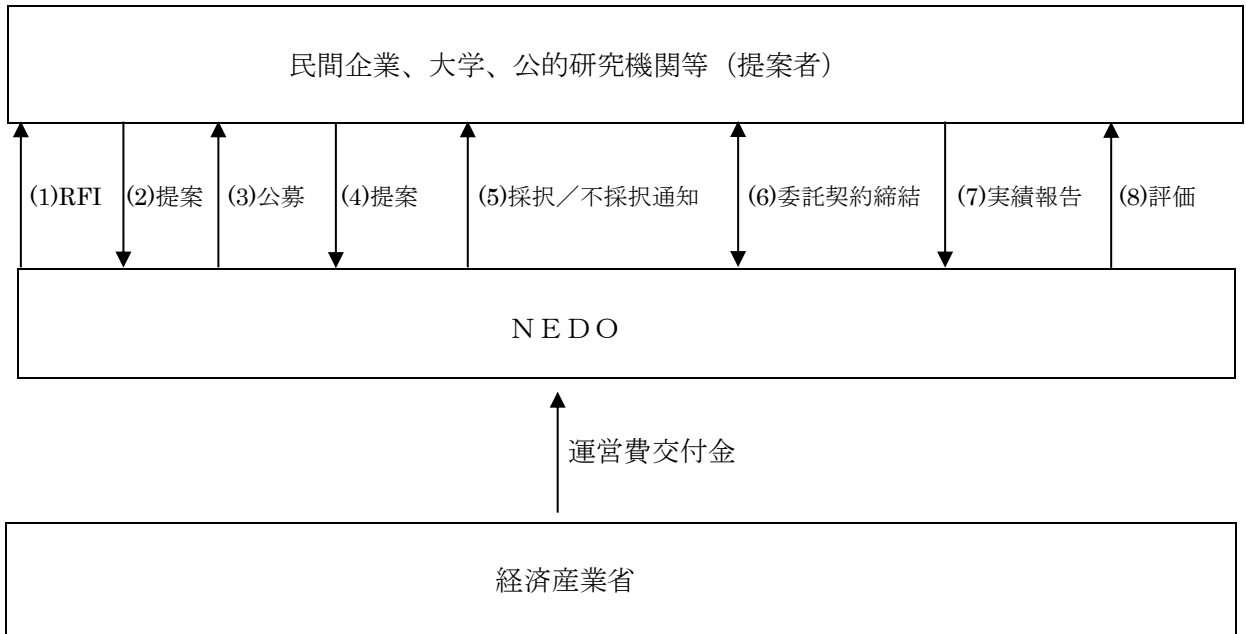 民間企業、大学、公的研究機関等（提案者）
(1)RFI (2)提案 (3)公募 (4)提案 (5)採択／不採択通知 (6)委託契約締結 (7)実績報告 (8)評価
ＮＥＤＯ
運営費交付金
経済産業省